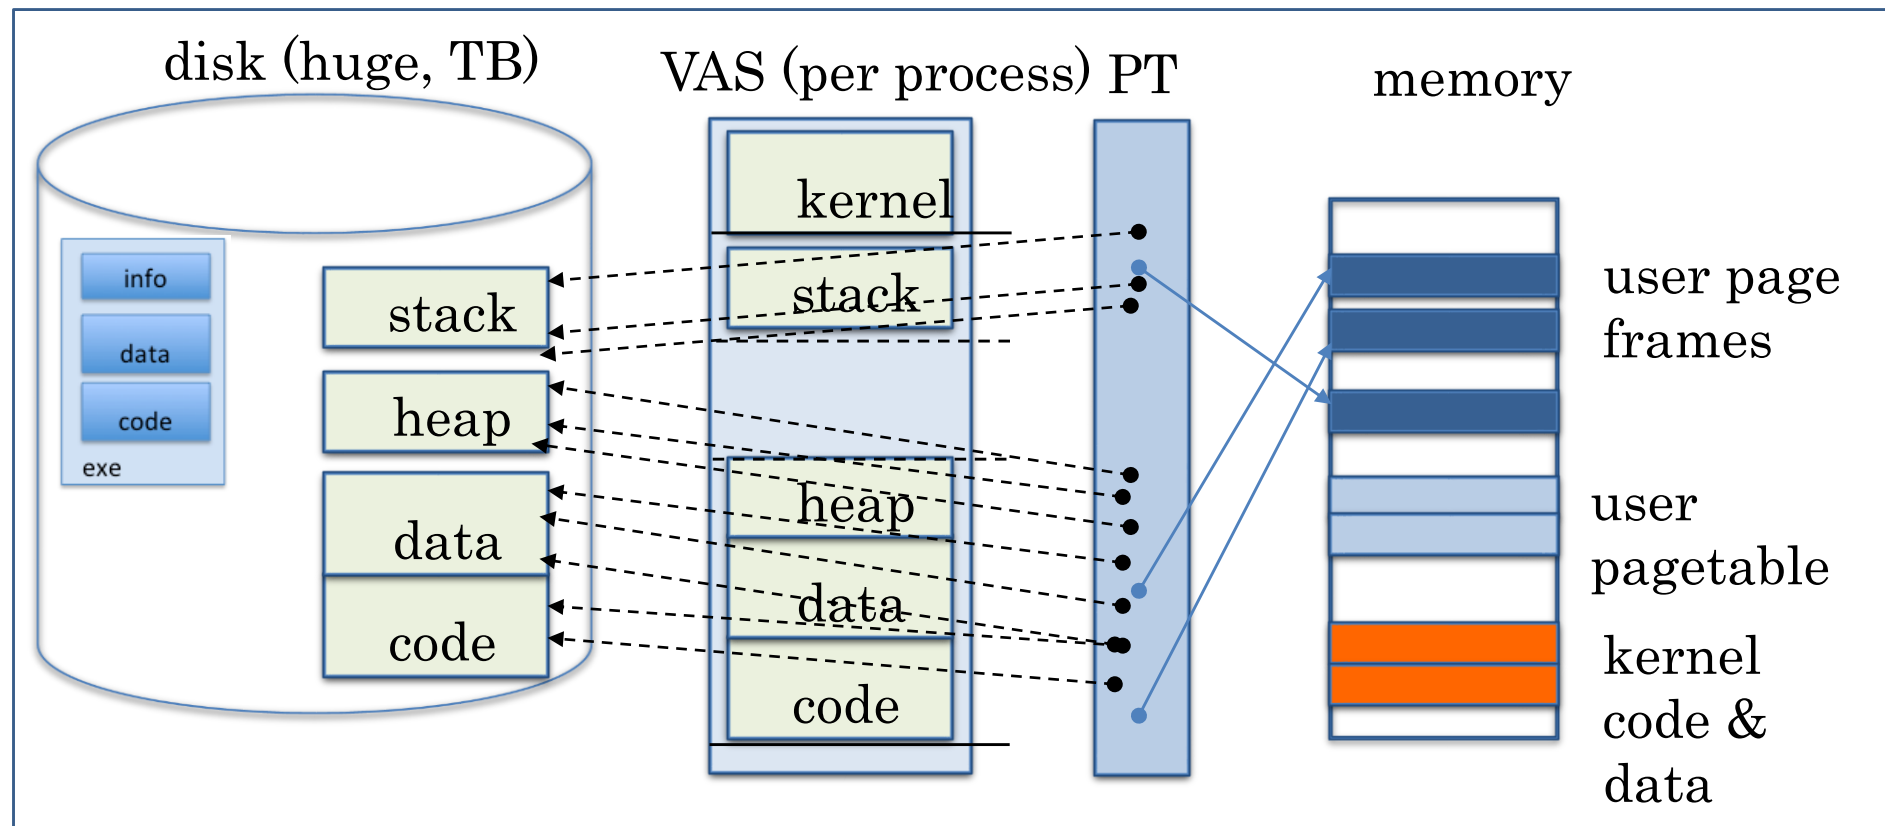 disk (huge, TB)
VAS (per process) PT
memory
info
data
code
exe
stack
heap
data
code
kernel
stack
heap
data
code
user page
frames
user
pagetable
kernel
code &
data